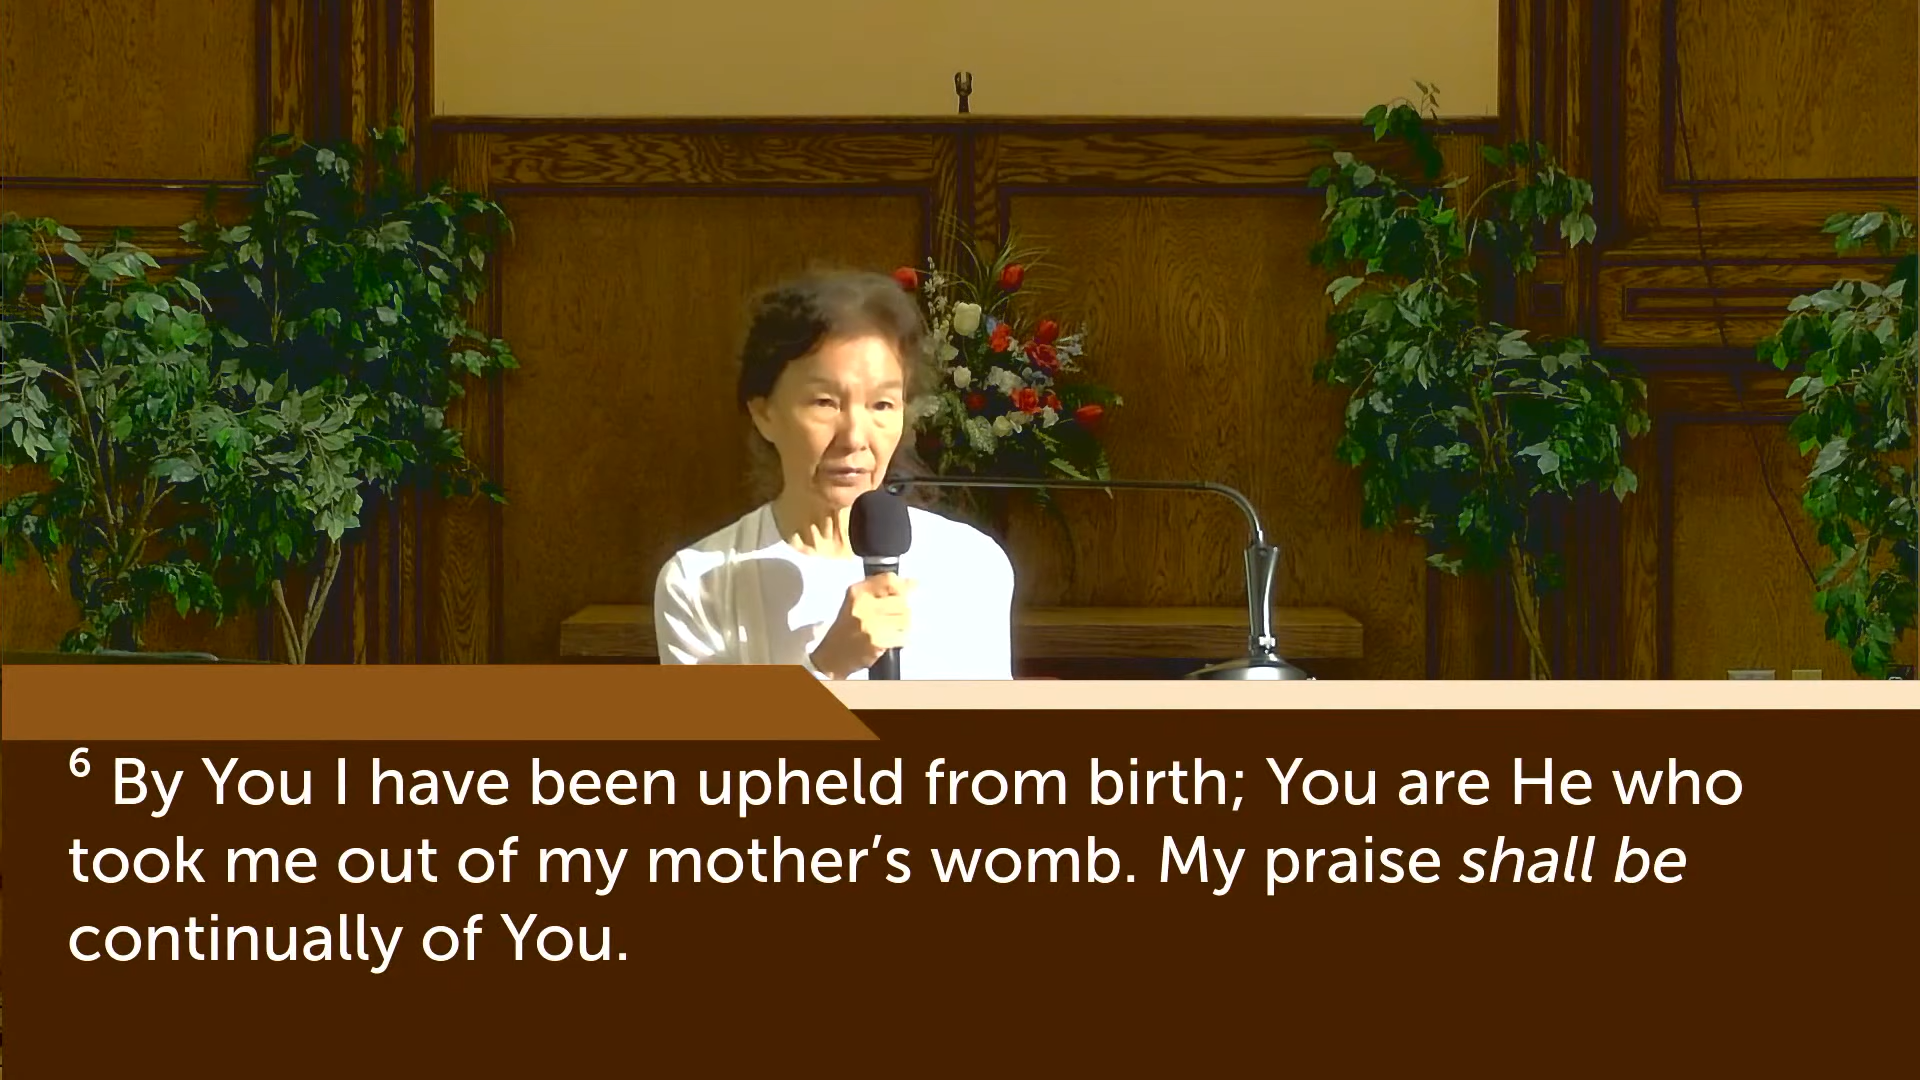 ⁶ By You I have been upheld from birth; You are He who
took me out of my mother’s womb. My praise shall be
continually of You.